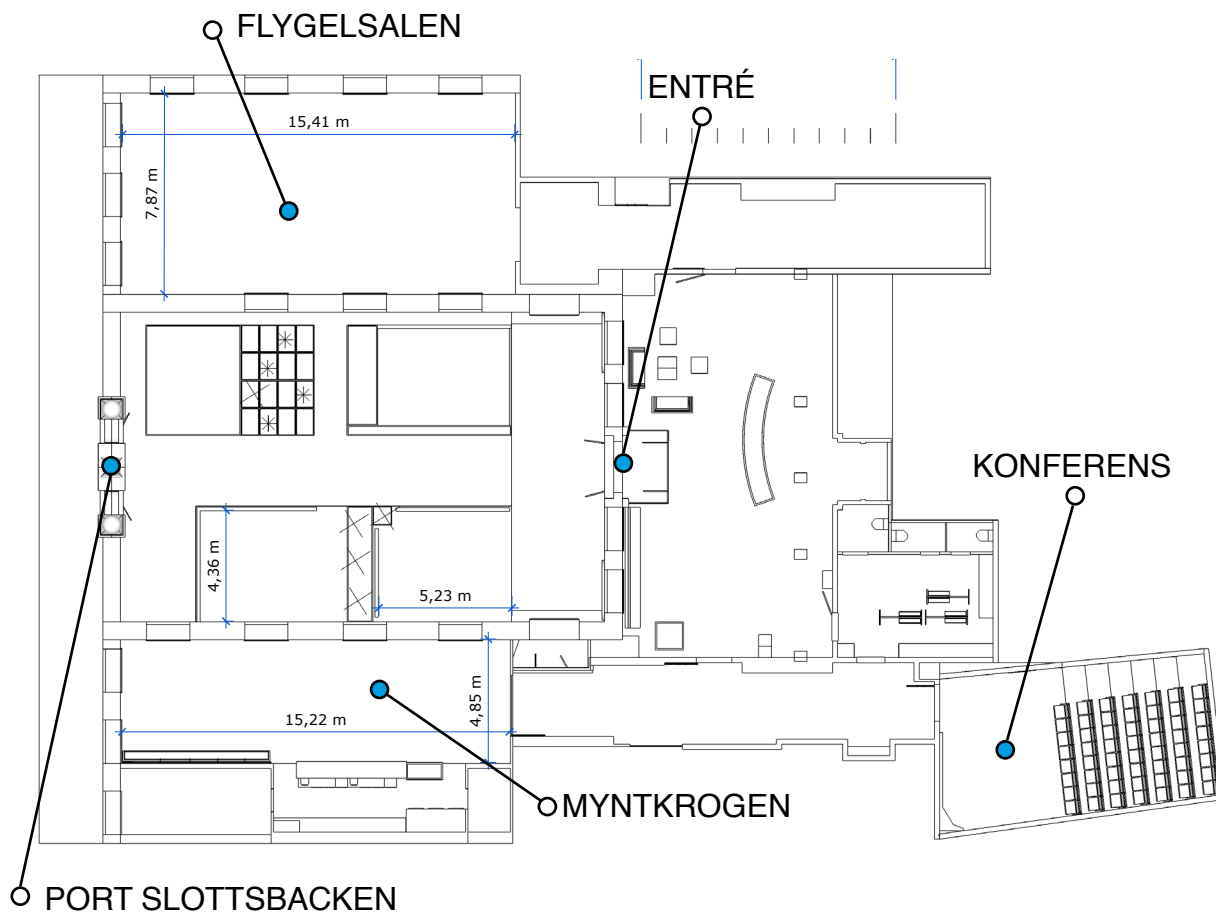 FLYGELSALEN
ENTRÉ
15,41 m
7,87 m
KONFERENS
4,36 m
5,23 m
4,85 m
15,22 m
MYNTKROGEN
PORT SLOTTSBACKEN